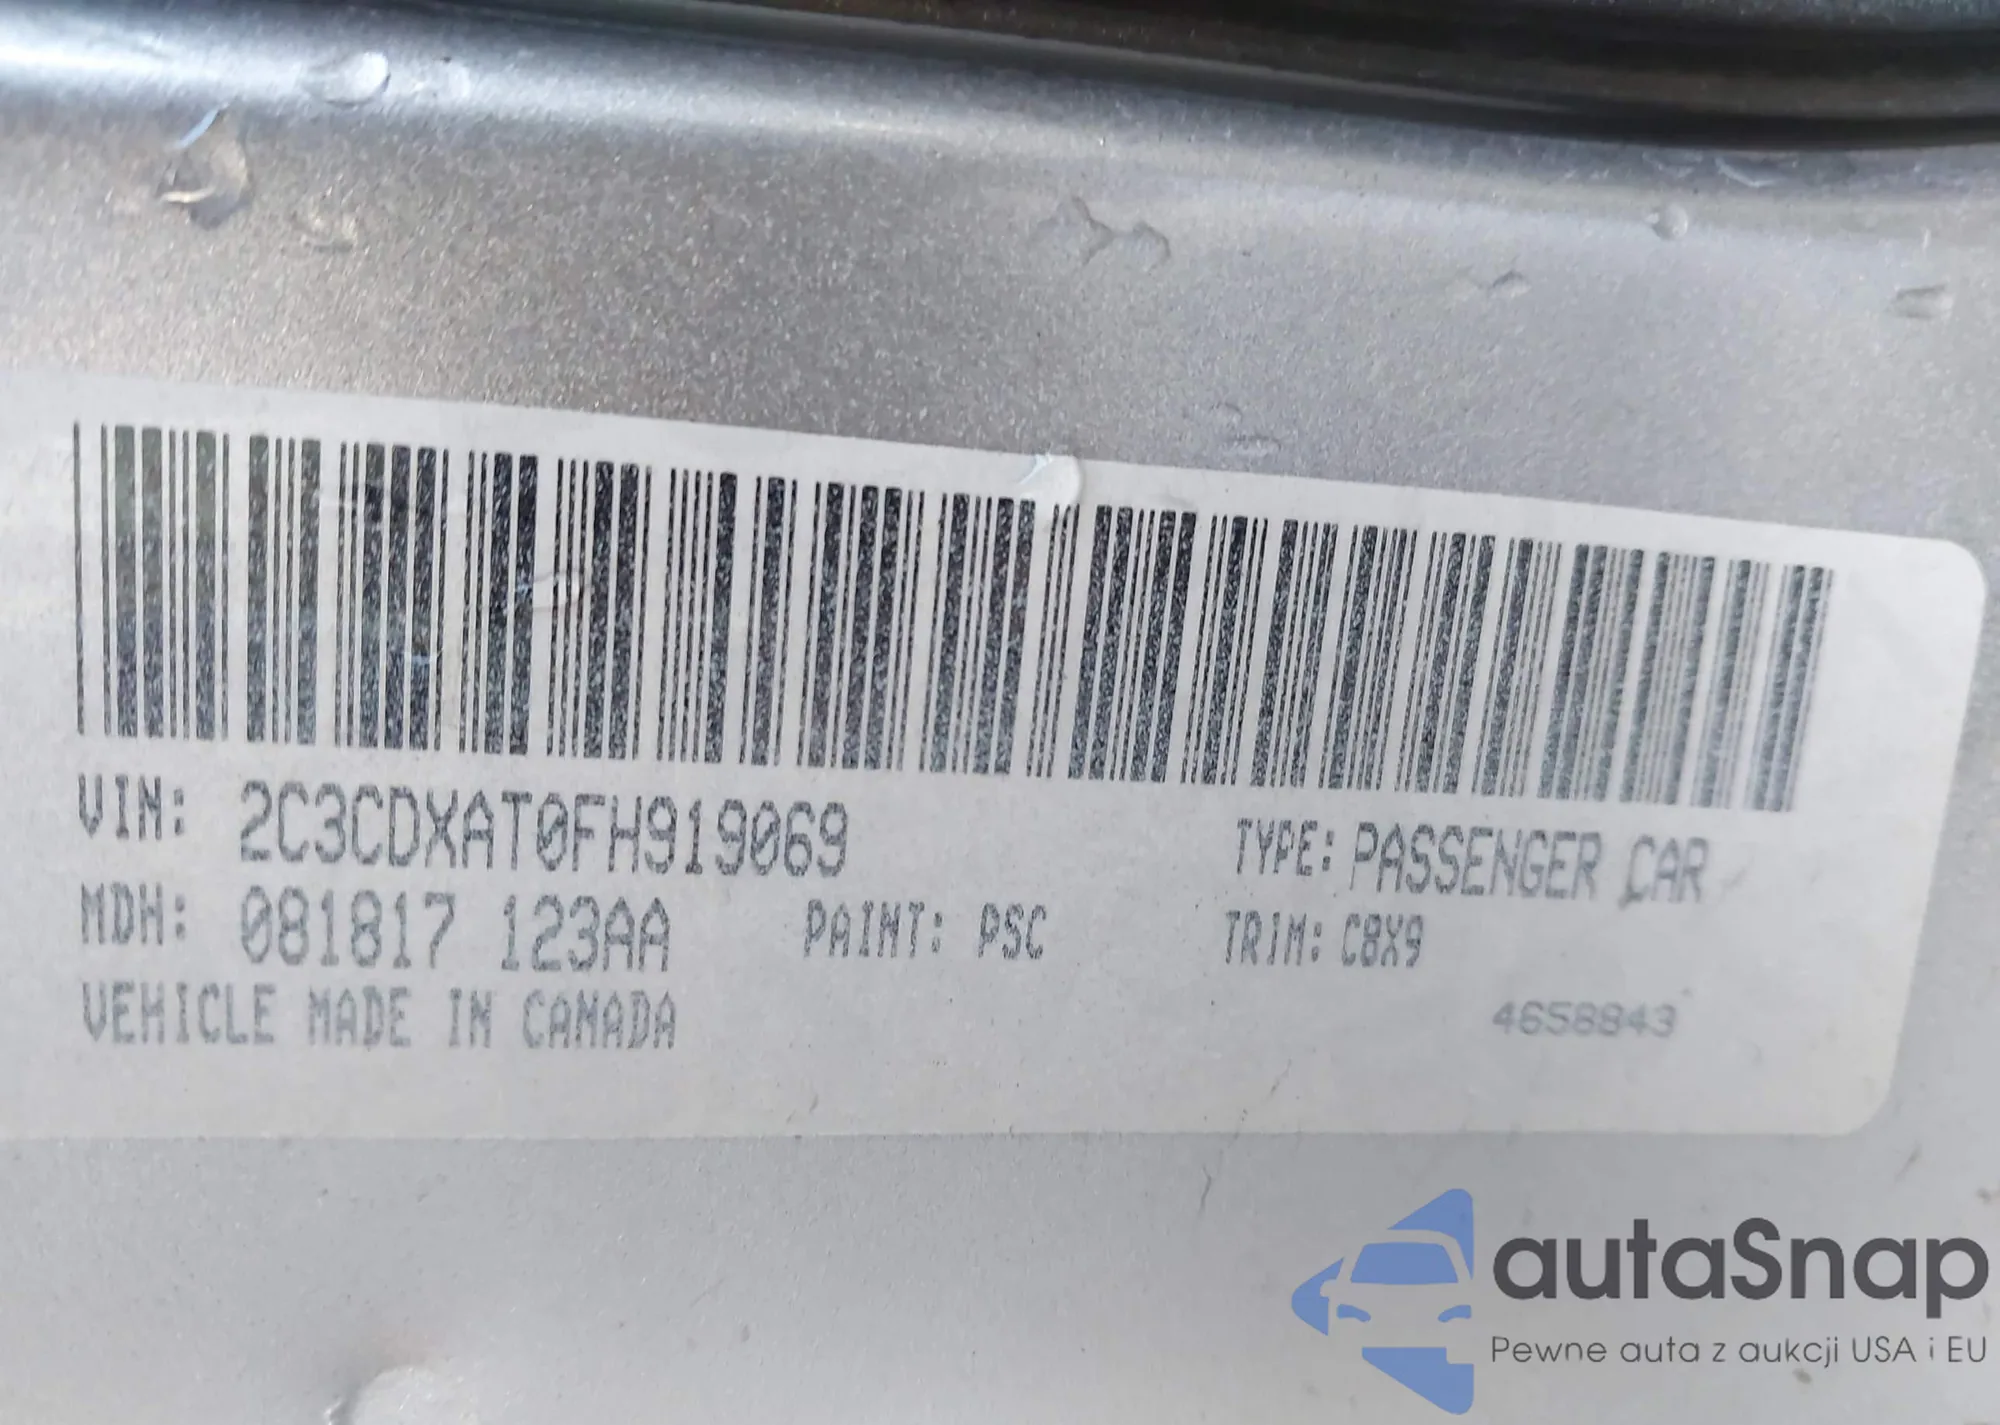 VIN: 2C3CDXAT0FH919069 TYPE: PASSENGER CAR
MDH: 081817 123AA PAINT: PSC TRIM: C8X9
VEHICLE MADE IN CANADA 4658843
autaSnap
Pewne auta z aukcji USA i EU